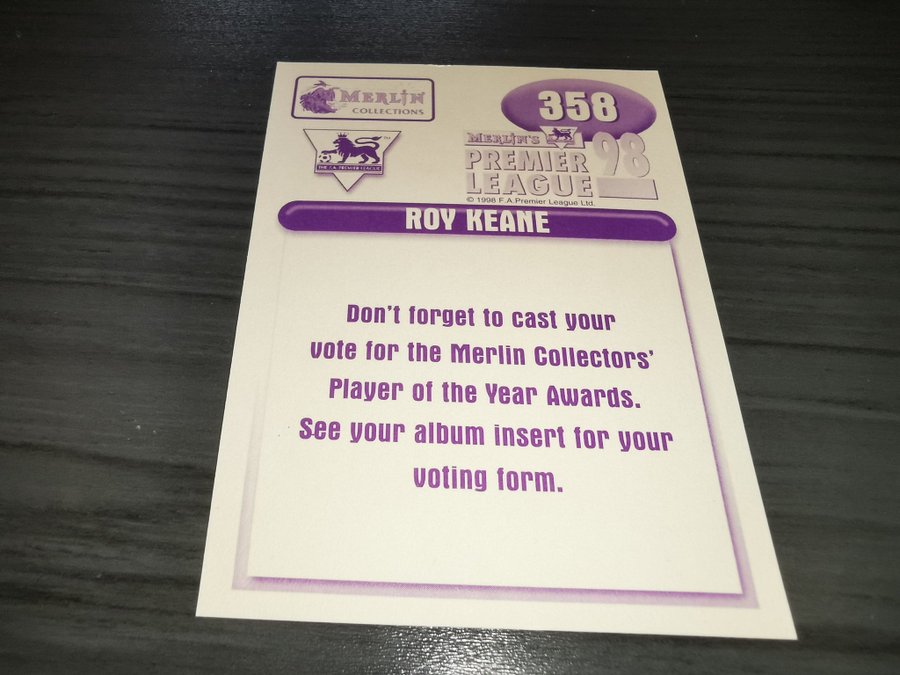 MERLIN
COLLECTIONS
358
THE F.A. PREMIER LEAGUE
TM
MERLIN'S
PREMIER
LEAGUE
98
© 1998 F.A.Premier League Ltd.
ROY KEANE
Don't forget to cast your
vote for the Merlin Collectors'
Player of the Year Awards.
See your album insert for your
voting form.